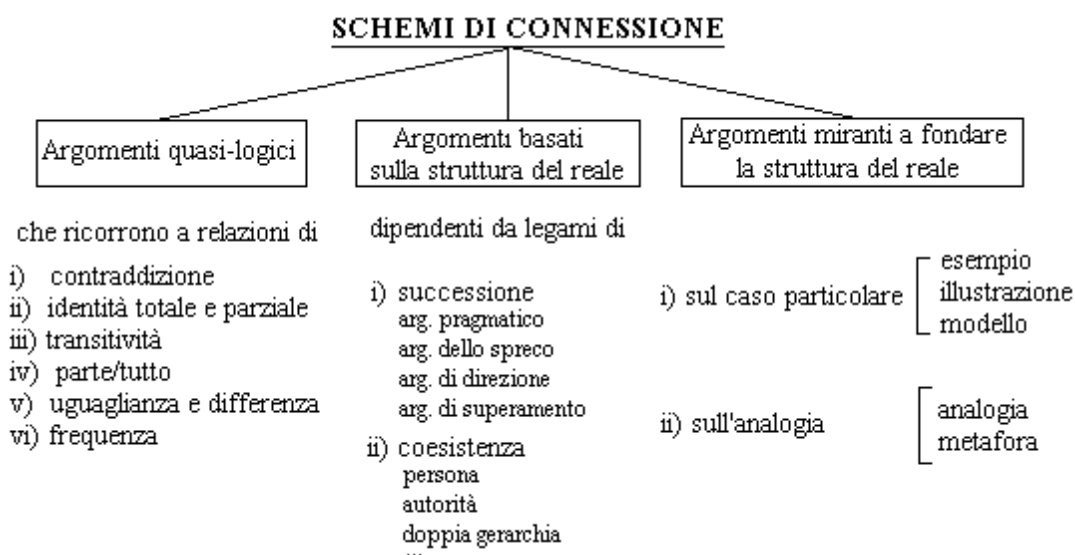 SCHEMI DI CONNESSIONE
Argomenti quasi-logici
che ricorrono a relazioni di
i) contraddizione
ii) identità totale e parziale
iii) transitività
iv) parte/tutto
v) uguaglianza e differenza
vi) frequenza
Argomenti basati
sulla struttura del reale
dipendenti da legami di
i) successione
arg. pragmatico
arg. dello spreco
arg. di direzione
arg. di superamento
ii) coesistenza
persona
autorità
doppia gerarchia
Argomenti miranti a fondare
la struttura del reale
i) sul caso particolare
esempio
illustrazione
modello
ii) sull'analogia
analogia
metafora